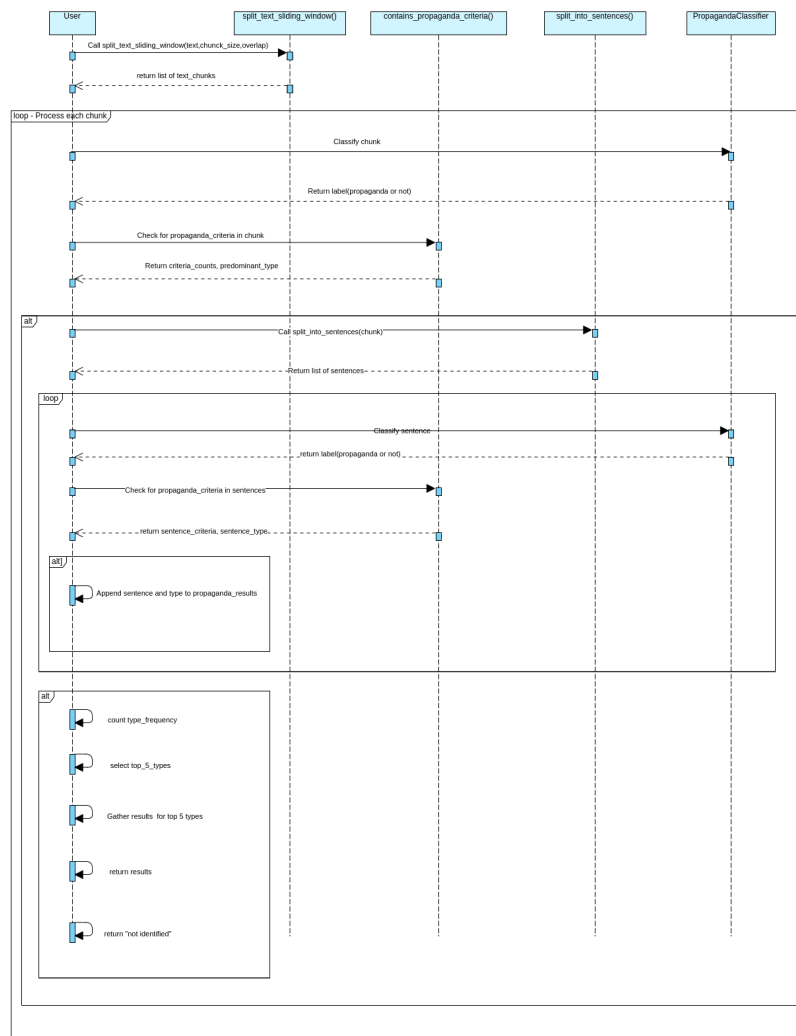 User
split_text_sliding_window()
contains_propaganda_criteria()
split_into_sentences()
PropagandaClassifier
Call split_text_sliding_window(text,chunck_size,overlap)
return list of text_chunks
loop - Process each chunk
Classify chunk
Return label(propaganda or not)
Check for propaganda_criteria in chunk
Return criteria_counts, predominant_type
alt
Call split_into_sentences(chunk)
Return list of sentences
loop
Classify sentence
return label(propaganda or not)
Check for propaganda_criteria in sentences
return sentence_criteria, sentence_type
alt]
Append sentence and type to propaganda_results
alt
count type_frequency
select top_5_types
Gather results for top 5 types
return results
return "not identified"